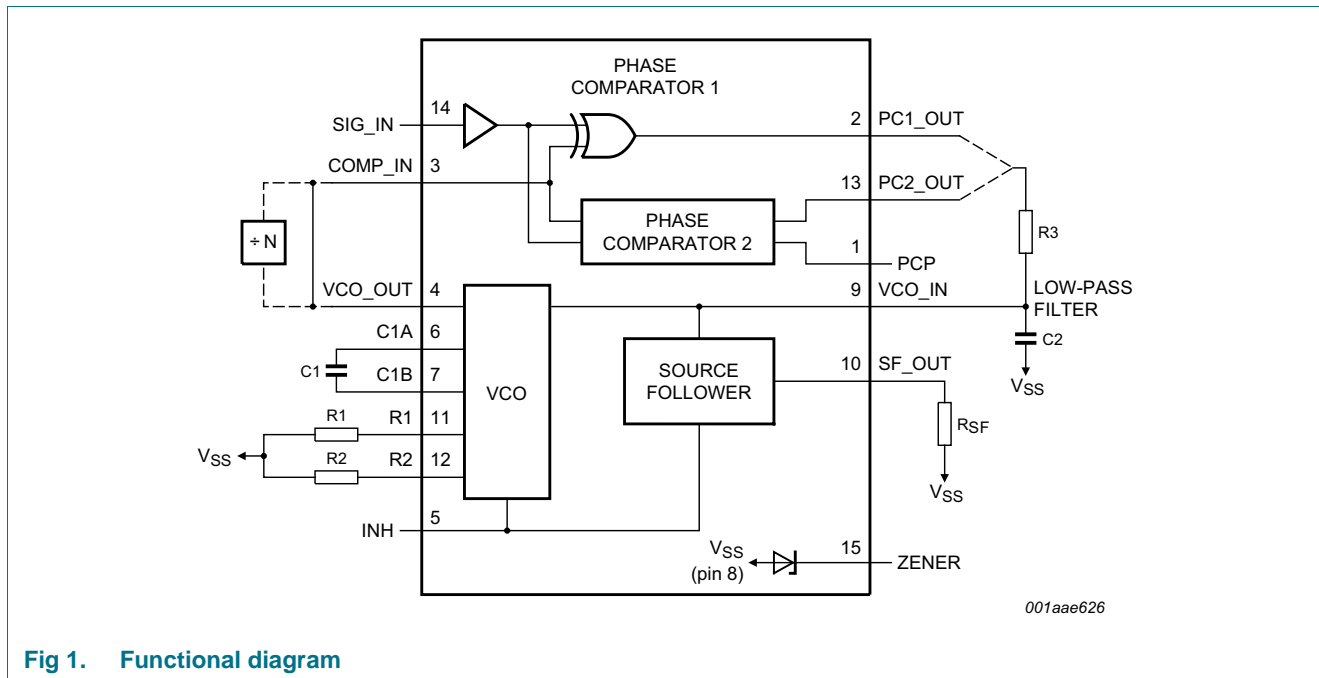 PHASE
COMPARATOR 1
14
SIG_IN
2 PC1_OUT
COMP_IN 3
13 PC2_OUT
PHASE
COMPARATOR 2
÷ N
R3
1
PCP
VCO_OUT 4
9 VCO_IN
LOW-PASS
FILTER
C1A 6
C2
C1
C1B 7
VCO
SOURCE
FOLLOWER
10 SF_OUT
VSS
R1 R1 11
RSF
VSS
R2 R2 12
VSS
INH 5
VSS
(pin 8)
15
ZENER
001aae626
Fig 1. Functional diagram